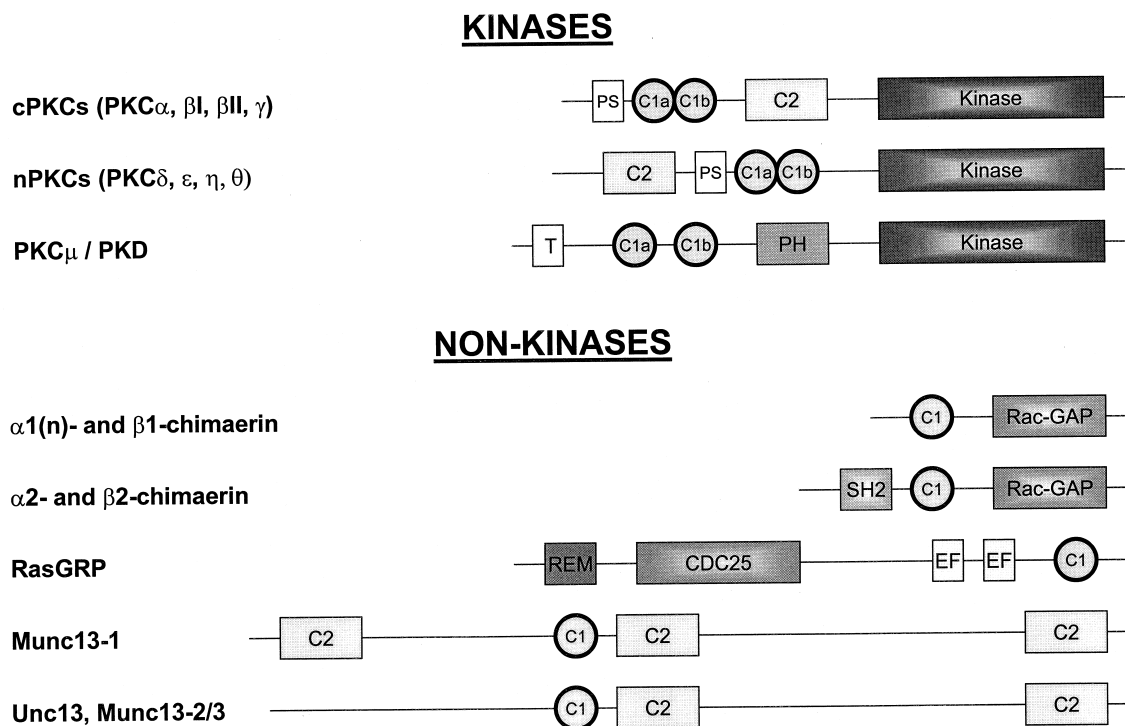 KINASES
cPKCs (PKCα, βI, βII, γ) PS C1a C1b C2 Kinase
nPKCs (PKCδ, ε, η, θ) C2 PS C1a C1b Kinase
PKCμ / PKD T C1a C1b PH Kinase
NON-KINASES
α1(n)- and β1-chimaerin C1 Rac-GAP
α2- and β2-chimaerin SH2 C1 Rac-GAP
RasGRP REM CDC25 EF EF C1
Munc13-1 C2 C1 C2 C2
Unc13, Munc13-2/3 C1 C2 C2